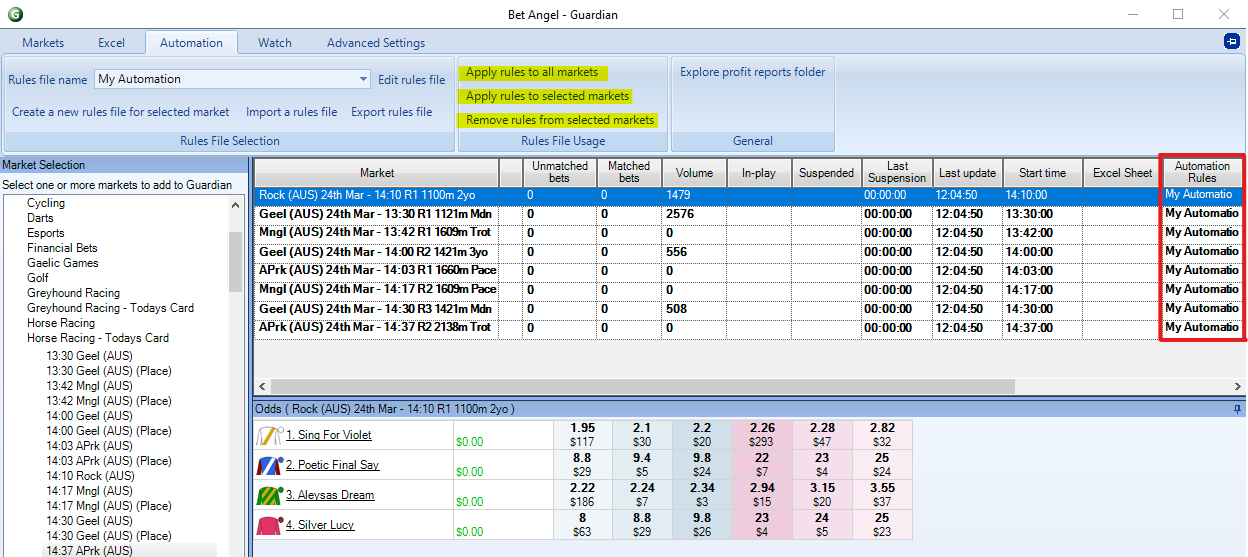 G
Bet Angel - Guardian
Markets Excel Automation Watch Advanced Settings
Rules file name My Automation Edit rules file
Create a new rules file for selected market Import a rules file Export rules file
Rules File Selection
Apply rules to all markets
Apply rules to selected markets
Remove rules from selected markets
Rules File Usage
Explore profit reports folder
General
Market Selection
Select one or more markets to add to Guardian
Cycling
Darts
Esports
Financial Bets
Gaelic Games
Golf
Greyhound Racing
Greyhound Racing - Todays Card
Horse Racing
Horse Racing - Todays Card
13:30 Geel (AUS)
13:30 Geel (AUS) (Place)
13:42 Mngl (AUS)
13:42 Mngl (AUS) (Place)
14:00 Geel (AUS)
14:00 Geel (AUS) (Place)
14:03 APrk (AUS)
14:03 APrk (AUS) (Place)
14:10 Rock (AUS)
14:17 Mngl (AUS)
14:17 Mngl (AUS) (Place)
14:30 Geel (AUS)
14:30 Geel (AUS) (Place)
14:37 APrk (AUS)
Market Unmatched bets Matched bets Volume In-play Suspended Last Suspension Last update Start time Excel Sheet Automation Rules
Rock (AUS) 24th Mar - 14:10 R1 1100m 2yo 0 0 1479 00:00:00 12:04:50 14:10:00 My Automatio
Geel (AUS) 24th Mar - 13:30 R1 1121m Mdn 0 0 2576 00:00:00 12:04:50 13:30:00 My Automatio
Mngl (AUS) 24th Mar - 13:42 R1 1609m Trot 0 0 0 00:00:00 12:04:50 13:42:00 My Automatio
Geel (AUS) 24th Mar - 14:00 R2 1421m 3yo 0 0 556 00:00:00 12:04:50 14:00:00 My Automatio
APrk (AUS) 24th Mar - 14:03 R1 1660m Pace 0 0 0 00:00:00 12:04:50 14:03:00 My Automatio
Mngl (AUS) 24th Mar - 14:17 R2 1609m Pace 0 0 0 00:00:00 12:04:50 14:17:00 My Automatio
Geel (AUS) 24th Mar - 14:30 R3 1421m Mdn 0 0 508 00:00:00 12:04:50 14:30:00 My Automatio
APrk (AUS) 24th Mar - 14:37 R2 2138m Trot 0 0 0 00:00:00 12:04:50 14:37:00 My Automatio
Odds ( Rock (AUS) 24th Mar - 14:10 R1 1100m 2yo )
1. Sing For Violet $0.00 1.95 2.1 2.2 2.26 2.28 2.82
$117 $30 $20 $293 $47 $32
2. Poetic Final Say $0.00 8.8 9.4 9.8 22 23 25
$29 $5 $24 $7 $4 $24
3. Aleysas Dream $0.00 2.22 2.24 2.34 2.94 3.15 3.55
$186 $7 $3 $15 $20 $37
4. Silver Lucy $0.00 8 8.8 9.8 23 24 25
$63 $29 $26 $4 $5 $23